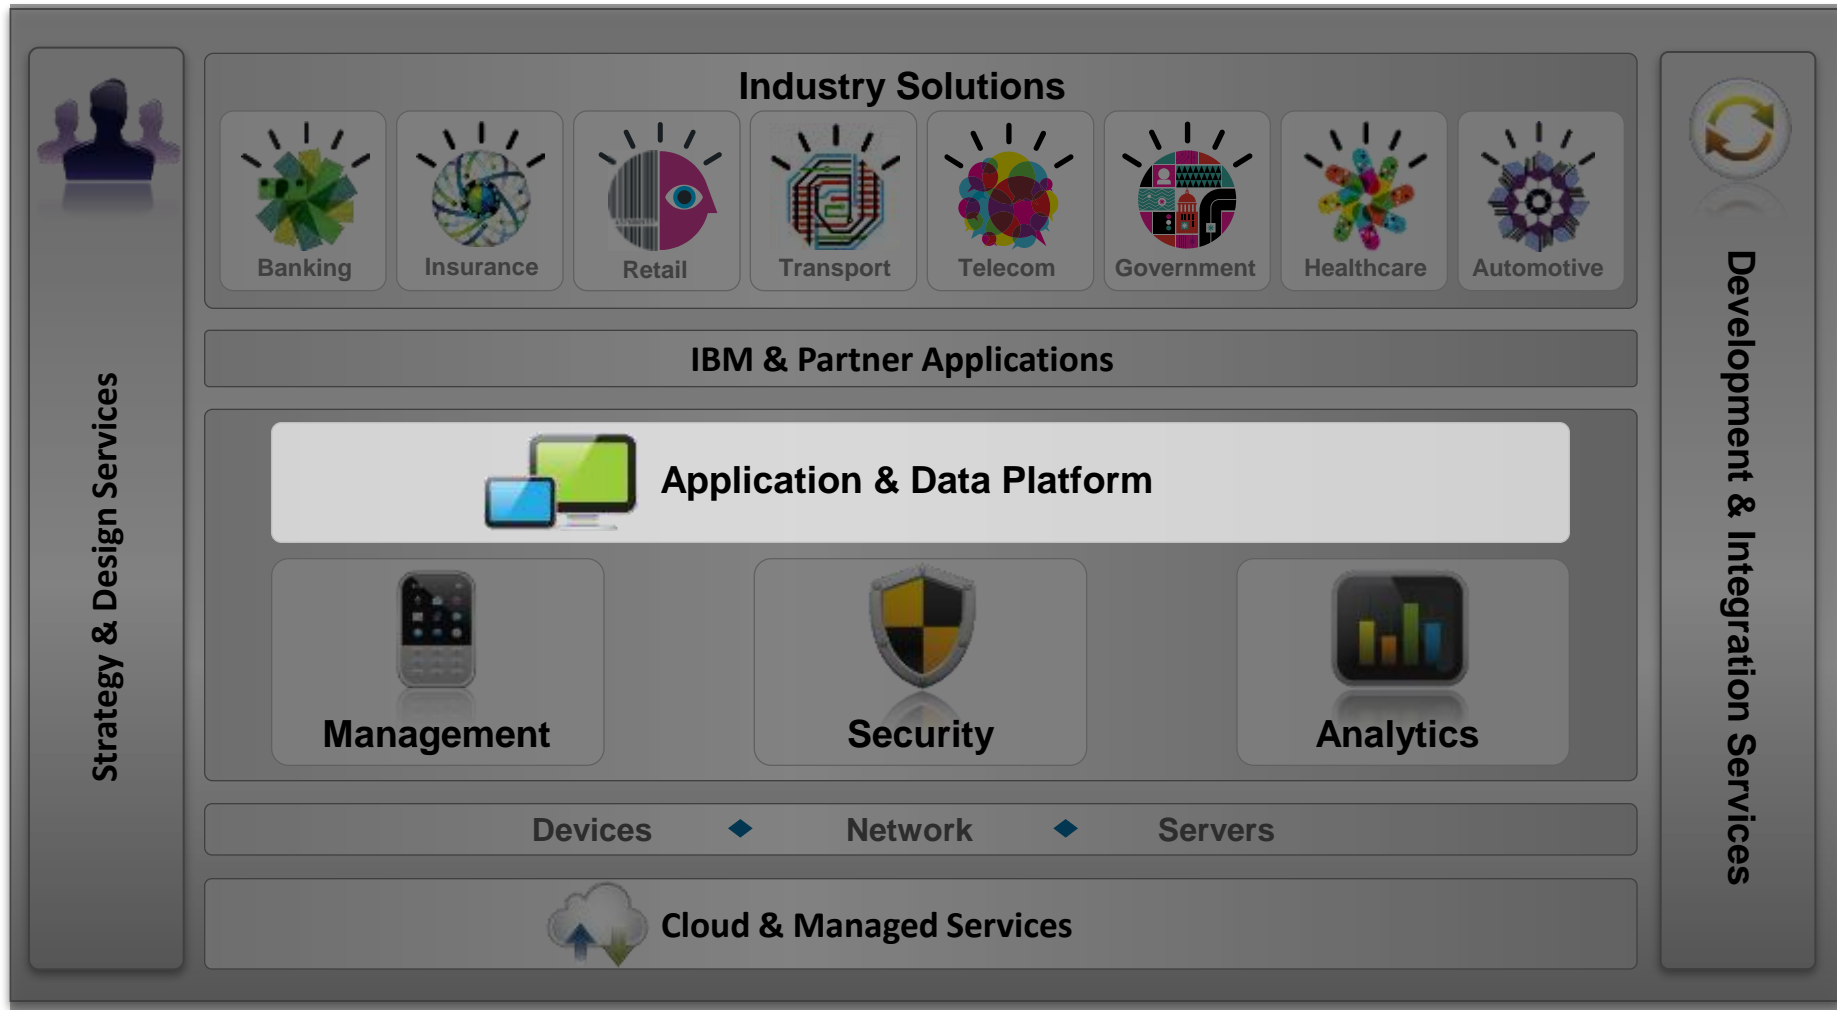 Strategy & Design Services
Industry Solutions
Banking
Insurance
Retail
Transport
Telecom
Government
Healthcare
Automotive
IBM & Partner Applications
Application & Data Platform
Management
Security
Analytics
Devices
Network
Servers
Cloud & Managed Services
Development & Integration Services